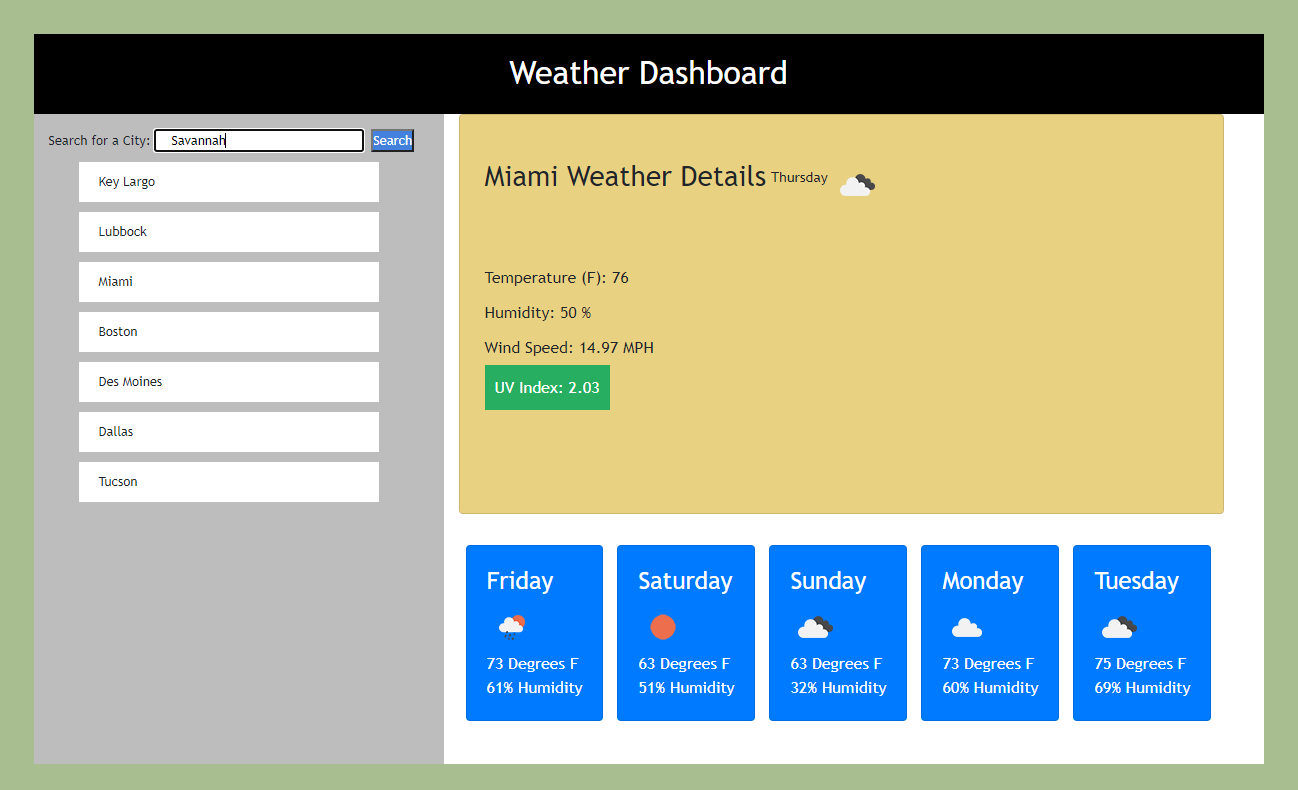 Weather Dashboard
Search for a City: Savannah Search
Key Largo
Lubbock
Miami
Boston
Des Moines
Dallas
Tucson
Miami Weather Details Thursday
Temperature (F): 76
Humidity: 50 %
Wind Speed: 14.97 MPH
UV Index: 2.03
Friday
73 Degrees F
61% Humidity
Saturday
63 Degrees F
51% Humidity
Sunday
63 Degrees F
32% Humidity
Monday
73 Degrees F
60% Humidity
Tuesday
75 Degrees F
69% Humidity